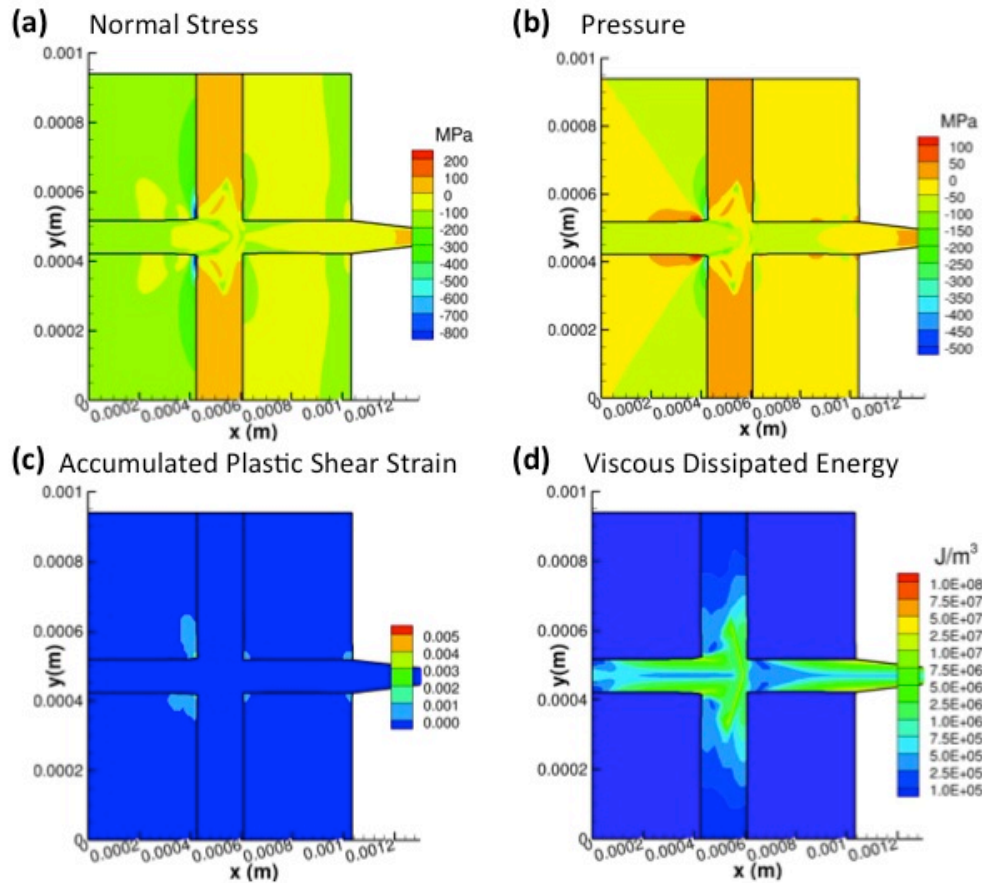 (a) Normal Stress
0.001
0.0008
0.0006
0.0004
0.0002
0
y(m)
0 0.0002 0.0004 0.0006 0.0008 0.001 0.0012
x (m)
MPa
200
100
0
-100
-200
-300
-400
-500
-600
-700
-800
(b) Pressure
0.001
0.0008
0.0006
0.0004
0.0002
0
y(m)
0 0.0002 0.0004 0.0006 0.0008 0.001 0.0012
x (m)
MPa
100
50
0
-50
-100
-150
-200
-250
-300
-350
-400
-450
-500
(c) Accumulated Plastic Shear Strain
0.001
0.0008
0.0006
0.0004
0.0002
0
y(m)
0 0.0002 0.0004 0.0006 0.0008 0.001 0.0012
x (m)
0.005
0.004
0.003
0.002
0.001
0.000
(d) Viscous Dissipated Energy
0.001
0.0008
0.0006
0.0004
0.0002
0
y(m)
0 0.0002 0.0004 0.0006 0.0008 0.001 0.0012
x (m)
J/m³
1.0E+08
7.5E+07
5.0E+07
2.5E+07
1.0E+07
7.5E+06
5.0E+06
2.5E+06
1.0E+06
7.5E+05
5.0E+05
2.5E+05
1.0E+05